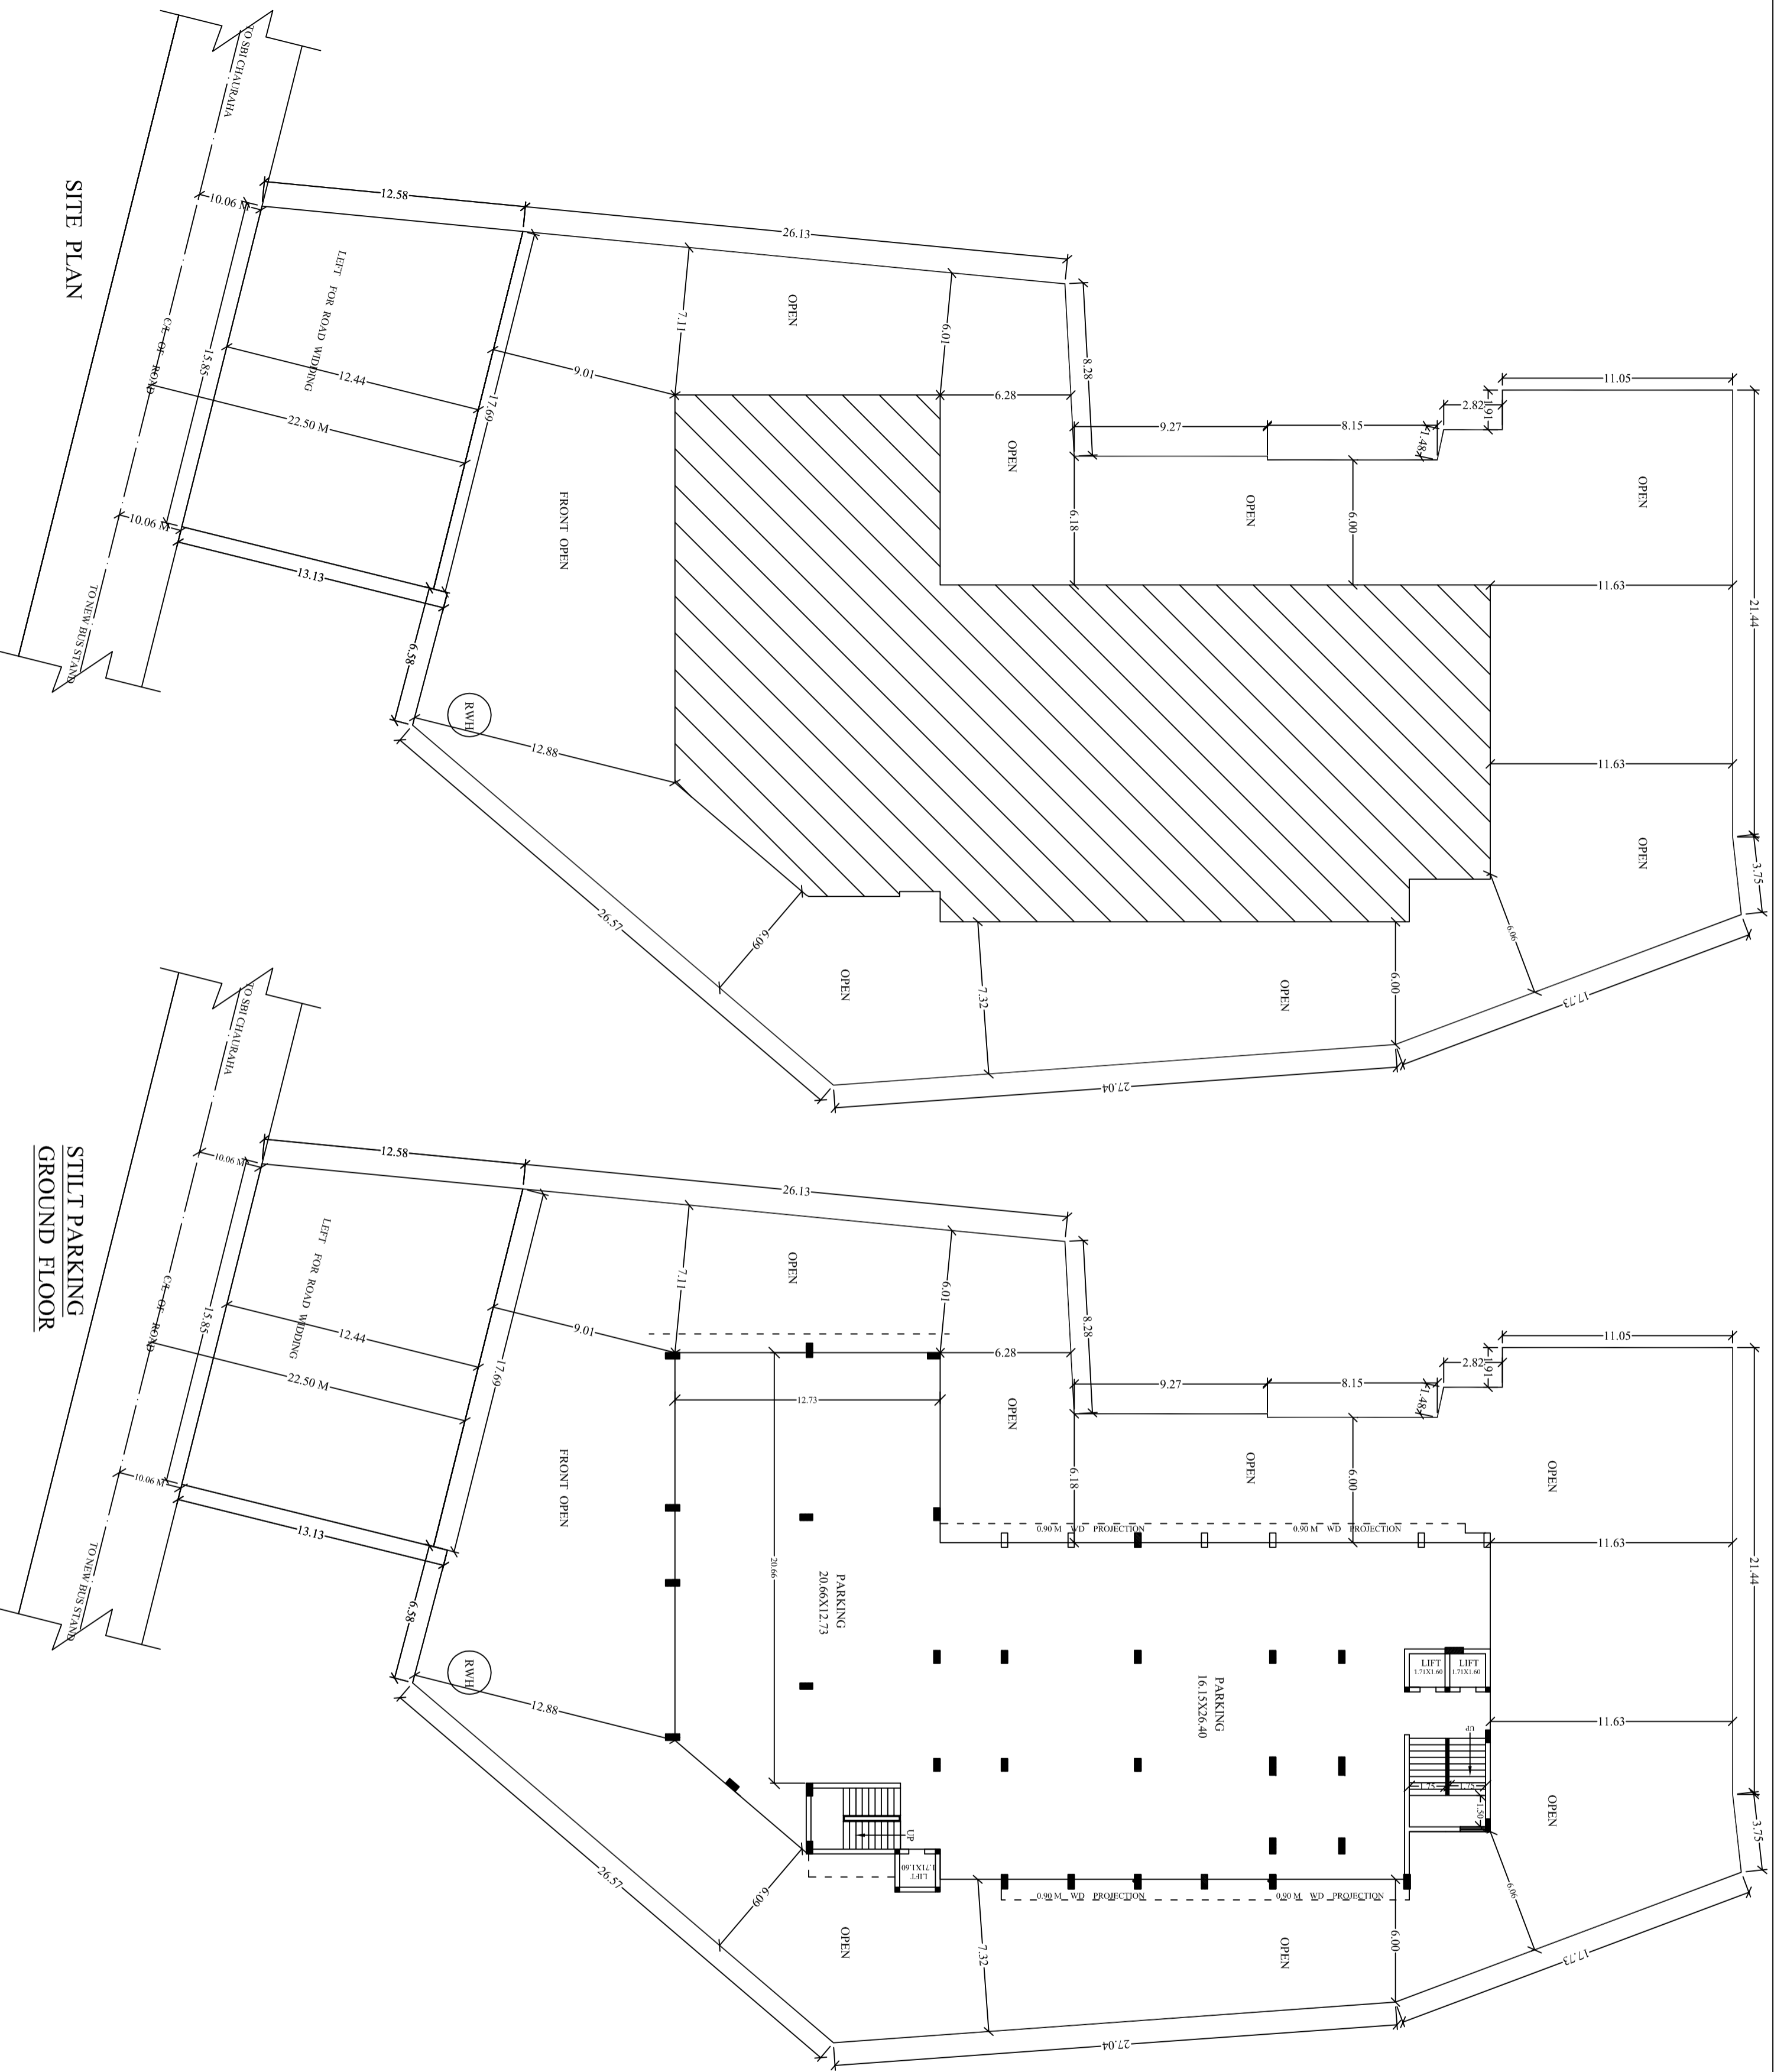 SITE PLAN
TO SBI CHAURAHA
C/L OF ROAD
TO NEW BUS STAND
10.06 M
10.06 M
15.85
LEFT FOR ROAD WIDDING
12.44
22.50 M
12.58
26.13
17.69
13.13
6.58
9.01
7.11
6.01
OPEN
FRONT OPEN
RWH
12.88
26.57
6.09
OPEN
7.32
27.04
OPEN
6.00
17.73
6.06
8.28
6.28
OPEN
9.27
6.18
8.15
1.48
OPEN
6.00
2.82
1.91
11.05
OPEN
11.63
21.44
11.63
OPEN
3.75
STILT PARKING
GROUND FLOOR
TO SBI CHAURAHA
C/L OF ROAD
TO NEW BUS STAND
10.06 M
10.06 M
15.85
LEFT FOR ROAD WIDDING
12.44
22.50 M
12.58
26.13
17.69
13.13
6.58
9.01
7.11
6.01
OPEN
FRONT OPEN
RWH
12.88
26.57
6.09
OPEN
7.32
27.04
OPEN
6.00
17.73
6.06
8.28
6.28
OPEN
9.27
6.18
8.15
1.48
OPEN
6.00
2.82
1.91
11.05
OPEN
11.63
21.44
11.63
OPEN
3.75
12.73
20.66
PARKING
20.66X12.73
0.90 M WD PROJECTION
0.90 M WD PROJECTION
PARKING
16.15X26.40
LIFT
1.71X1.60
LIFT
1.71X1.60
UP
1.75
1.75
1.50
UP
LIFT
1.71X1.60
0.90 M WD PROJECTION
0.90 M WD PROJECTION